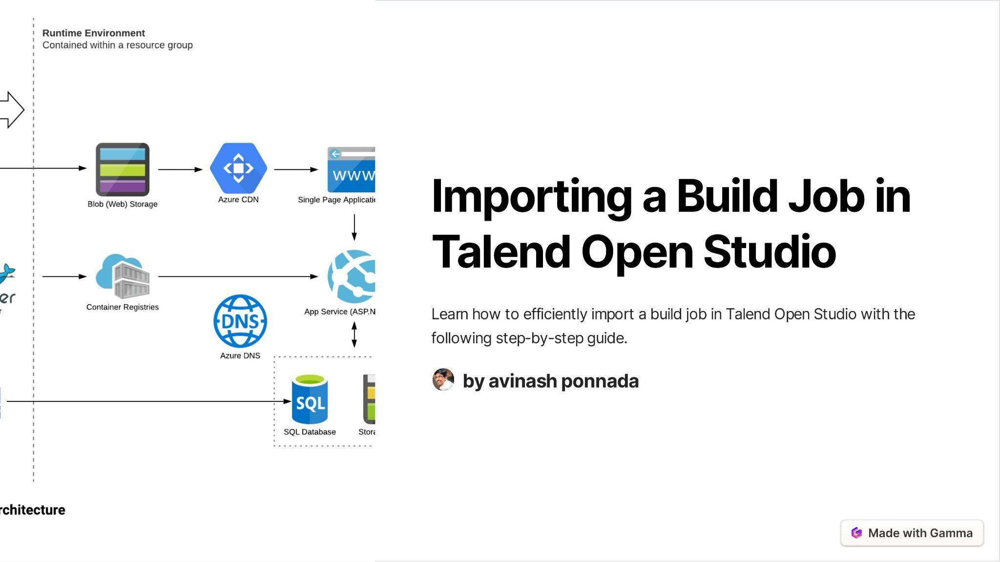 Runtime Environment
Contained within a resource group
Blob (Web) Storage
Azure CDN
WWW
Single Page Applicatio
er
Container Registries
DNS
Azure DNS
App Service (ASP.N
SQL
SQL Database
Stora
rchitecture
Importing a Build Job in
Talend Open Studio
Learn how to efficiently import a build job in Talend Open Studio with the
following step-by-step guide.
by avinash ponnada
Made with Gamma